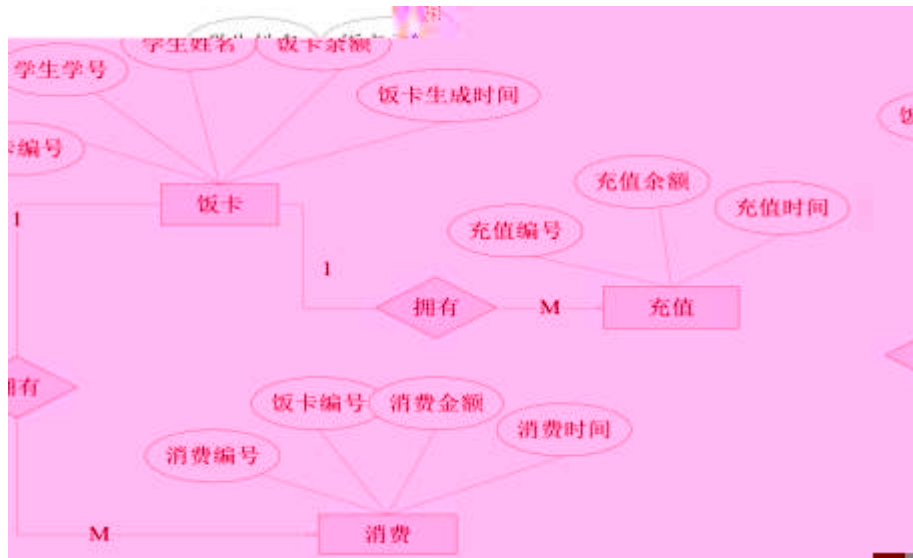 学生姓名
饭卡余额
学生学号
饭卡生成时间
卡编号
饭卡
1
充值余额
充值时间
充值编号
1
拥有
M
充值
拥有
饭卡编号
消费金额
消费时间
消费编号
M
消费